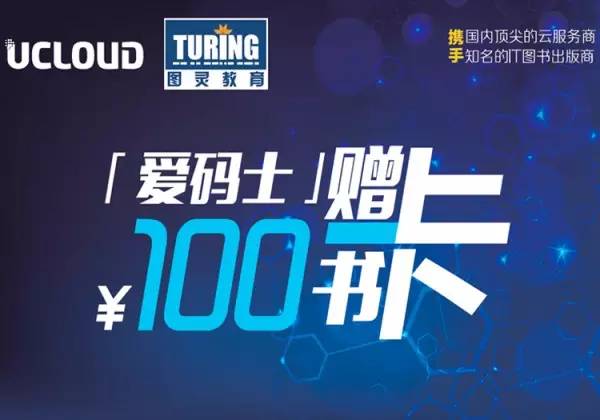 UCLOUD
TURING
图灵教育
携手 国内顶尖的云服务商
知名的IT图书出版商
「爱码士」赠
¥100书卡